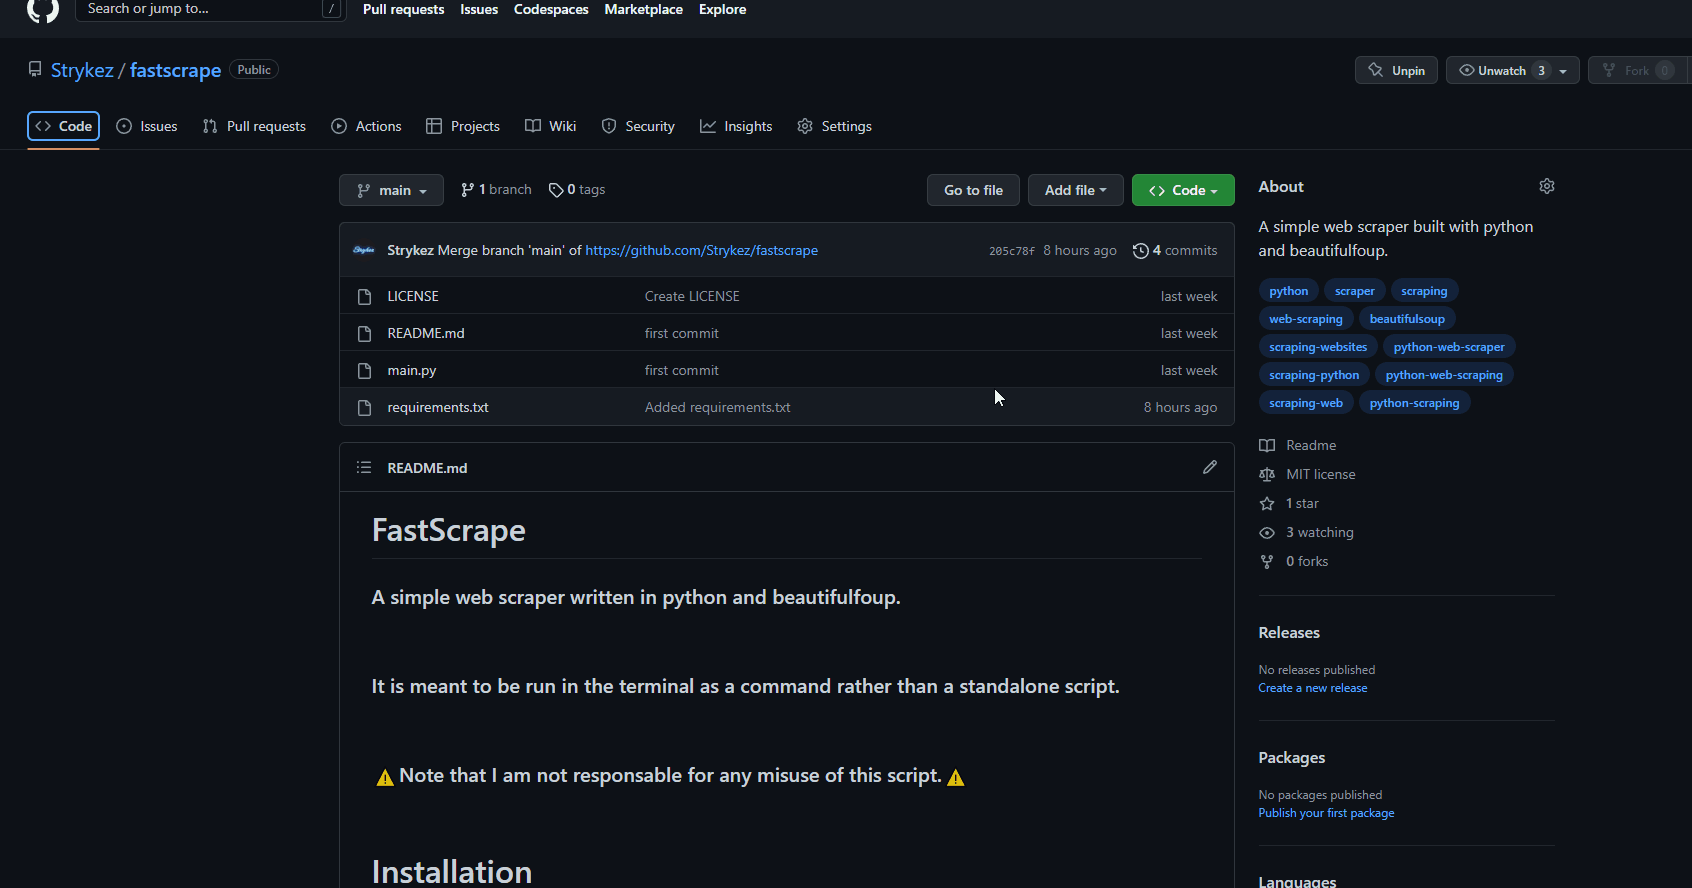 Search or jump to... /
Pull requests Issues Codespaces Marketplace Explore
Strykez / fastscrape Public
Unpin Unwatch 3 Fork 0
Code Issues Pull requests Actions Projects Wiki Security Insights Settings
main 1 branch 0 tags
Go to file Add file Code
Strykez Merge branch 'main' of https://github.com/Strykez/fastscrape 205c78f 8 hours ago 4 commits
LICENSE Create LICENSE last week
README.md first commit last week
main.py first commit last week
requirements.txt Added requirements.txt 8 hours ago
README.md
FastScrape
A simple web scraper written in python and beautifulfoup.
It is meant to be run in the terminal as a command rather than a standalone script.
⚠ Note that I am not responsable for any misuse of this script. ⚠
Installation
About
A simple web scraper built with python
and beautifulfoup.
python scraper scraping
web-scraping beautifulsoup
scraping-websites python-web-scraper
scraping-python python-web-scraping
scraping-web python-scraping
Readme
MIT license
1 star
3 watching
0 forks
Releases
No releases published
Create a new release
Packages
No packages published
Publish your first package
Languages